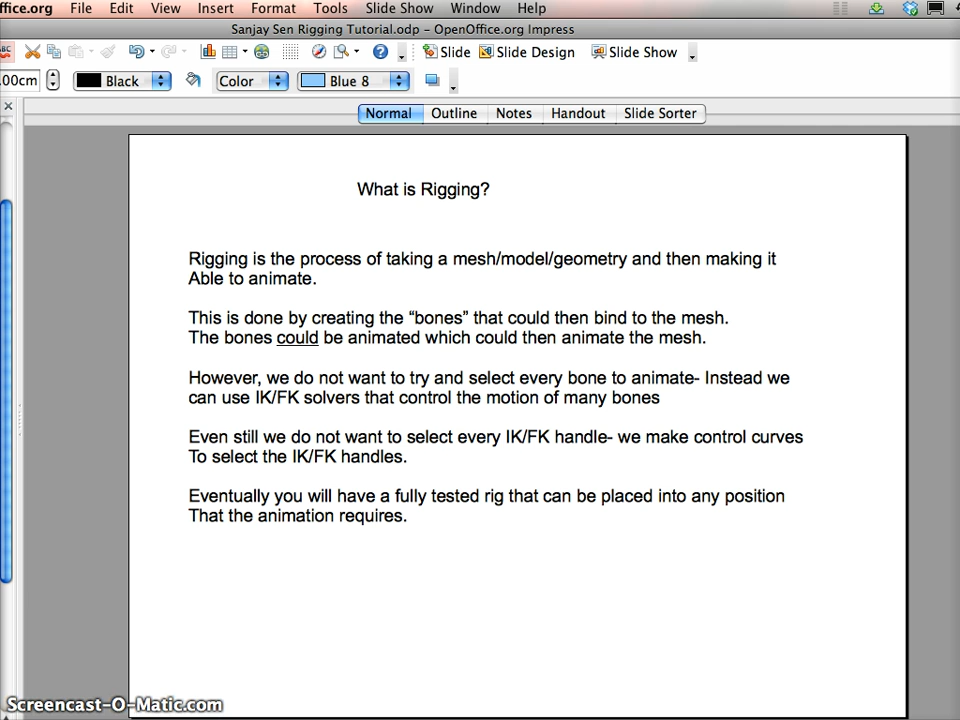 ffice.org File Edit View Insert Format Tools Slide Show Window Help
Sanjay Sen Rigging Tutorial.odp - OpenOffice.org Impress
ABC Slide Slide Design Slide Show
.00cm Black Color Blue 8
Normal Outline Notes Handout Slide Sorter
What is Rigging?
Rigging is the process of taking a mesh/model/geometry and then making it
Able to animate.
This is done by creating the “bones” that could then bind to the mesh.
The bones could be animated which could then animate the mesh.
However, we do not want to try and select every bone to animate- Instead we
can use IK/FK solvers that control the motion of many bones
Even still we do not want to select every IK/FK handle- we make control curves
To select the IK/FK handles.
Eventually you will have a fully tested rig that can be placed into any position
That the animation requires.
Screencast-O-Matic.com